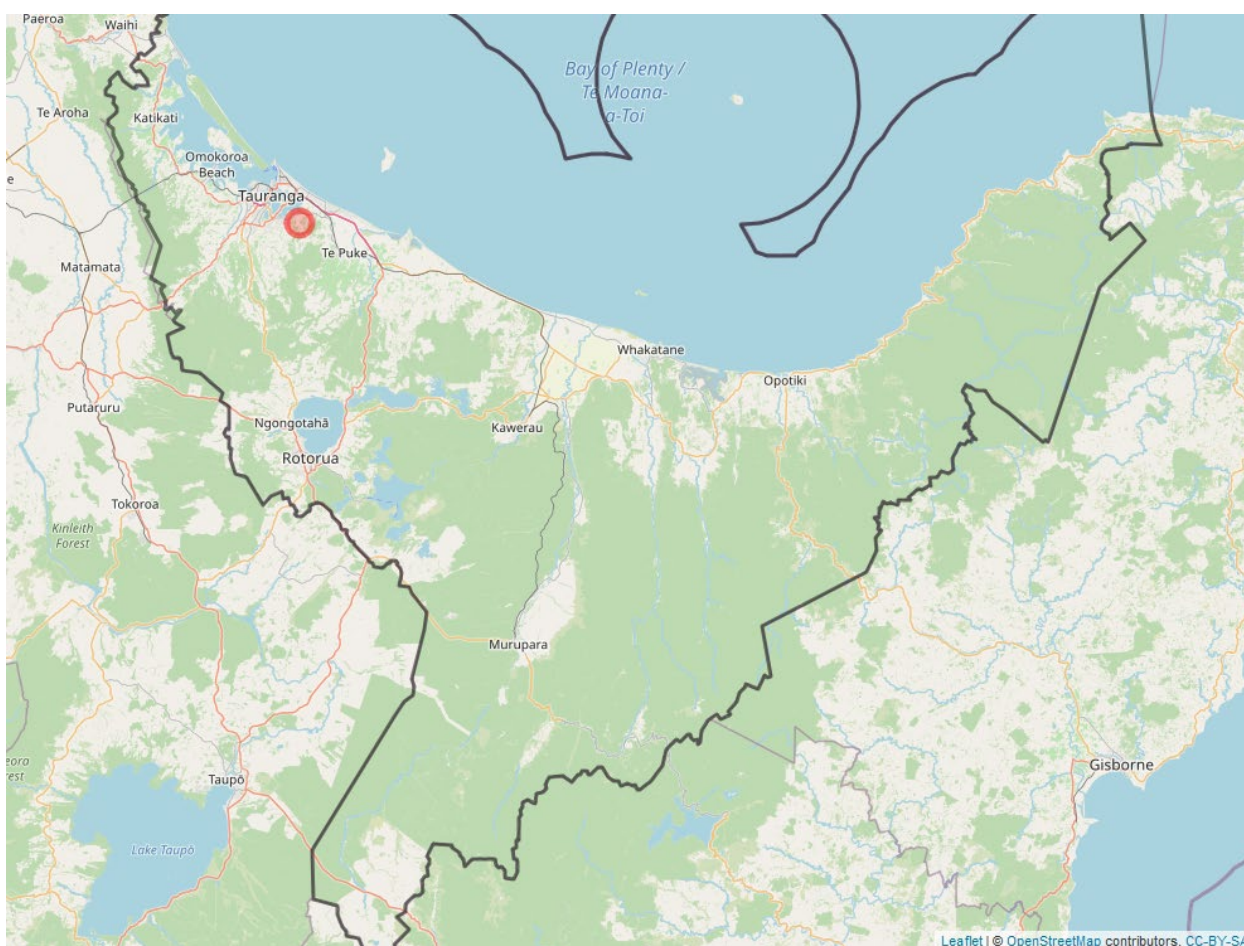 Paeroa
Waihi
Bay of Plenty /
Te Moana-
a-Toi
Te Aroha
Katikati
Omokoroa
Beach
Tauranga
Te Puke
Matamata
Whakatane
Opotiki
Putaruru
Ngongotahā
Kawerau
Rotorua
Tokoroa
Kinleith
Forest
Murupara
Gisborne
Taupō
Lake Taupō
Leaflet | © OpenStreetMap contributors, CC-BY-SA